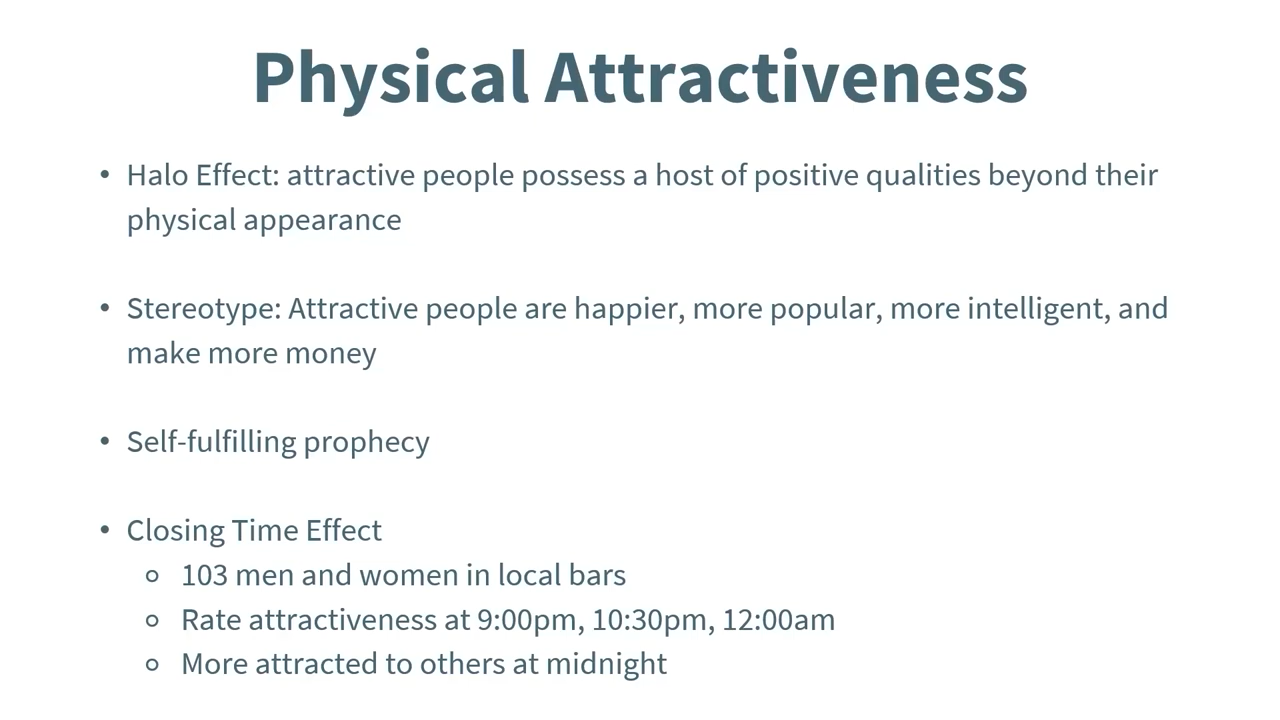 Physical Attractiveness
• Halo Effect: attractive people possess a host of positive qualities beyond their
physical appearance
• Stereotype: Attractive people are happier, more popular, more intelligent, and
make more money
• Self-fulfilling prophecy
• Closing Time Effect
○ 103 men and women in local bars
○ Rate attractiveness at 9:00pm, 10:30pm, 12:00am
○ More attracted to others at midnight